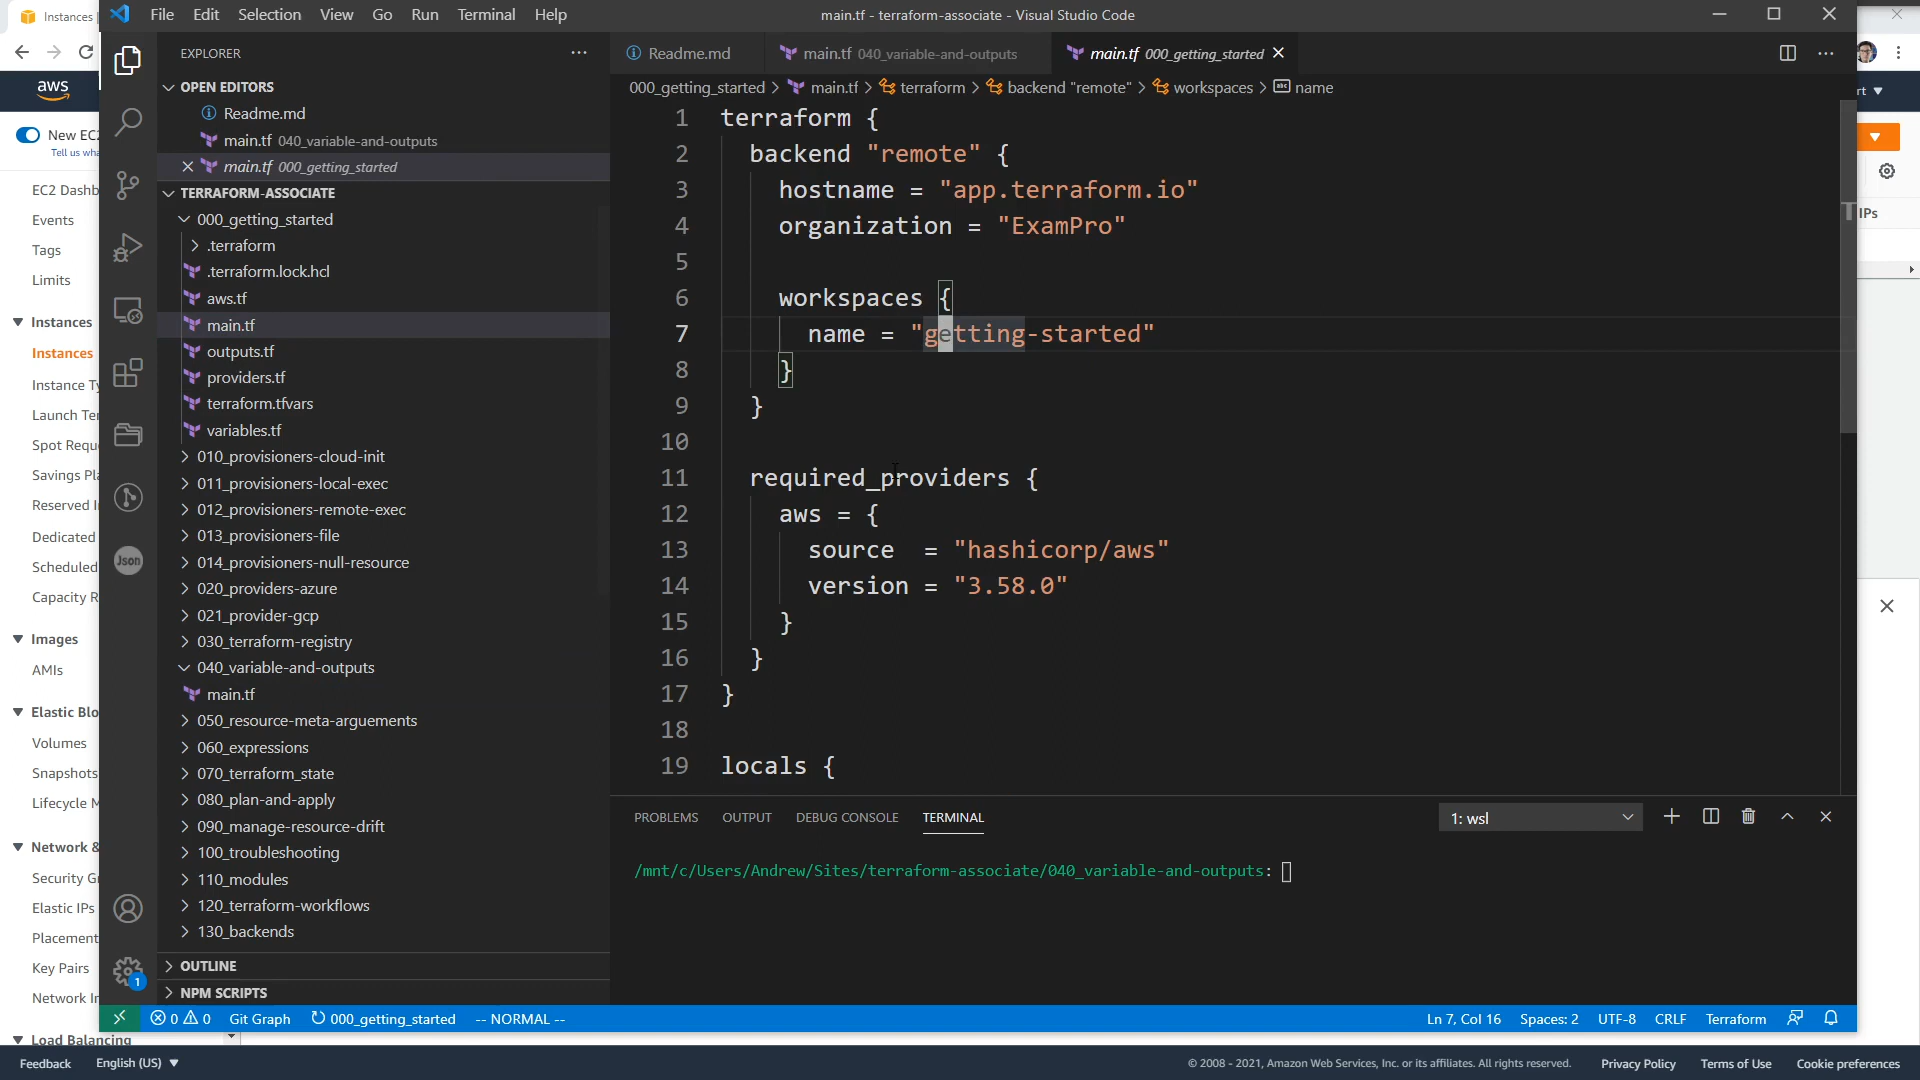 Instances
File Edit Selection View Go Run Terminal Help
main.tf - terraform-associate - Visual Studio Code
aws
New EC2
Tell us wha
EC2 Dashb
Events
Tags
Limits
Instances
Instances
Instance Ty
Launch Ter
Spot Requ
Savings Pla
Reserved I
Dedicated
Scheduled
Capacity R
Images
AMIs
Elastic Blo
Volumes
Snapshots
Lifecycle M
Network &
Security G
Elastic IPs
Placement
Key Pairs
Network In
Load Balancing
EXPLORER
OPEN EDITORS
Readme.md
main.tf 040_variable-and-outputs
main.tf 000_getting_started
TERRAFORM-ASSOCIATE
000_getting_started
.terraform
.terraform.lock.hcl
aws.tf
main.tf
outputs.tf
providers.tf
terraform.tfvars
variables.tf
010_provisioners-cloud-init
011_provisioners-local-exec
012_provisioners-remote-exec
013_provisioners-file
014_provisioners-null-resource
020_providers-azure
021_provider-gcp
030_terraform-registry
040_variable-and-outputs
main.tf
050_resource-meta-arguements
060_expressions
070_terraform_state
080_plan-and-apply
090_manage-resource-drift
100_troubleshooting
110_modules
120_terraform-workflows
130_backends
OUTLINE
NPM SCRIPTS
Json
1
Readme.md
main.tf 040_variable-and-outputs
main.tf 000_getting_started
000_getting_started > main.tf > terraform > backend "remote" > workspaces > name
1 terraform {
2 backend "remote" {
3 hostname = "app.terraform.io"
4 organization = "ExamPro"
5
6 workspaces {
7 name = "getting-started"
8 }
9 }
10
11 required_providers {
12 aws = {
13 source = "hashicorp/aws"
14 version = "3.58.0"
15 }
16 }
17 }
18
19 locals {
PROBLEMS OUTPUT DEBUG CONSOLE TERMINAL
1: wsl
/mnt/c/Users/Andrew/Sites/terraform-associate/040_variable-and-outputs:
0 0 Git Graph 000_getting_started -- NORMAL --
Ln 7, Col 16 Spaces: 2 UTF-8 CRLF Terraform
rt
IPs
Feedback English (US)
© 2008 - 2021, Amazon Web Services, Inc. or its affiliates. All rights reserved. Privacy Policy Terms of Use Cookie preferences